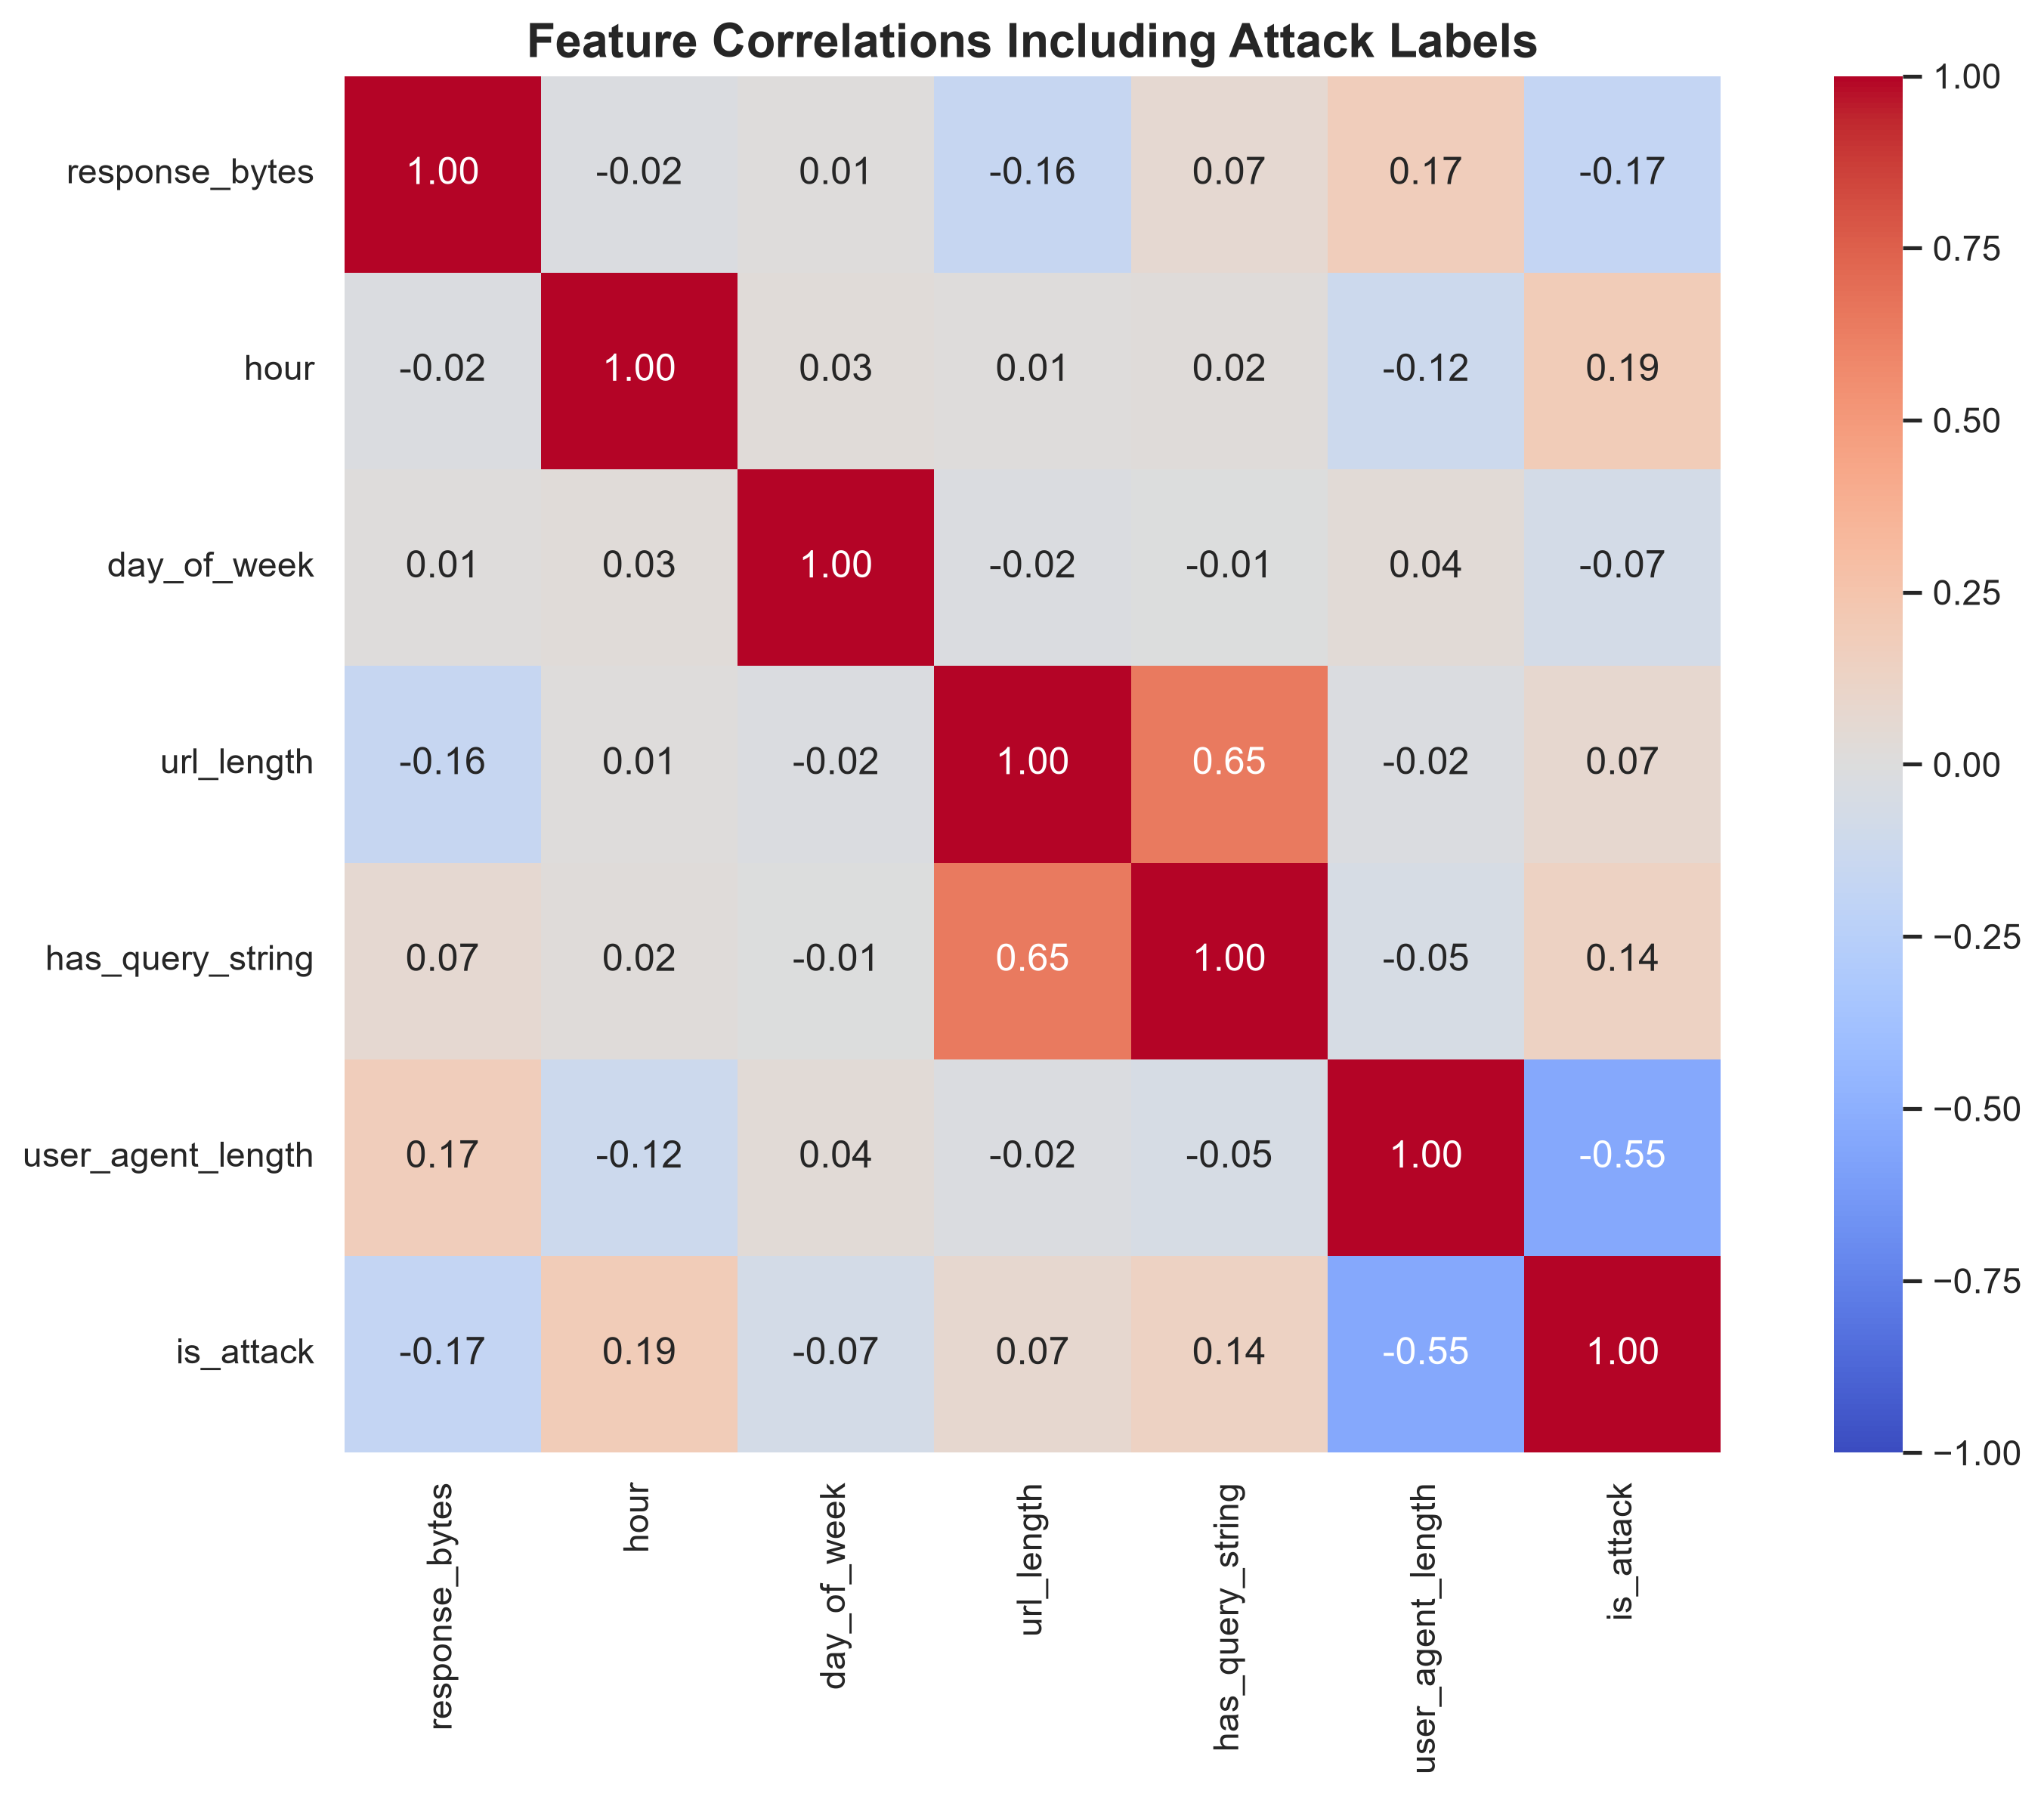 Feature Correlations Including Attack Labels
response_bytes 1.00 -0.02 0.01 -0.16 0.07 0.17 -0.17
hour -0.02 1.00 0.03 0.01 0.02 -0.12 0.19
day_of_week 0.01 0.03 1.00 -0.02 -0.01 0.04 -0.07
url_length -0.16 0.01 -0.02 1.00 0.65 -0.02 0.07
has_query_string 0.07 0.02 -0.01 0.65 1.00 -0.05 0.14
user_agent_length 0.17 -0.12 0.04 -0.02 -0.05 1.00 -0.55
is_attack -0.17 0.19 -0.07 0.07 0.14 -0.55 1.00
response_bytes
hour
day_of_week
url_length
has_query_string
user_agent_length
is_attack
1.00
0.75
0.50
0.25
0.00
−0.25
−0.50
−0.75
−1.00